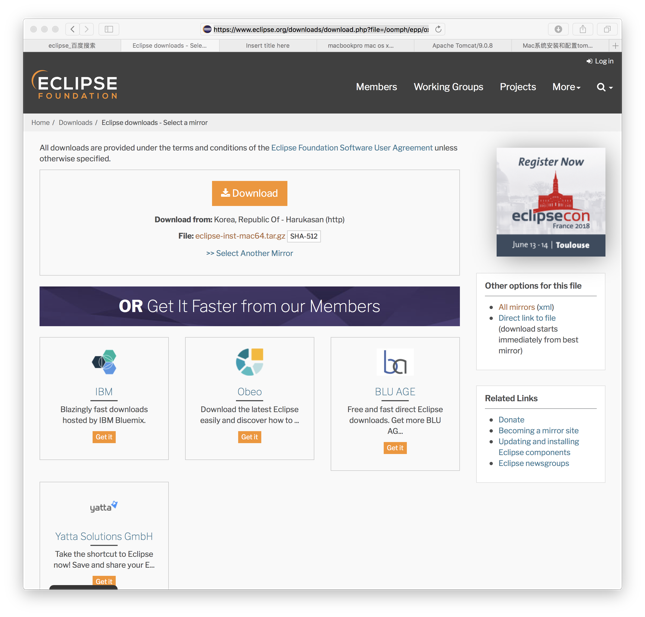 https://www.eclipse.org/downloads/download.php?file=/oomph/epp/o
eclipse_百度搜索
Eclipse downloads - Sele...
Insert title here
macbookpro mac os x...
Apache Tomcat/9.0.8
Mac系统安装和配置tom...
Log in
ECLIPSE
FOUNDATION
Members
Working Groups
Projects
More
Home / Downloads / Eclipse downloads - Select a mirror
All downloads are provided under the terms and conditions of the Eclipse Foundation Software User Agreement unless
otherwise specified.
Download
Download from: Korea, Republic Of - Harukasan (http)
File: eclipse-inst-mac64.tar.gz SHA-512
>> Select Another Mirror
OR Get It Faster from our Members
IBM
Blazingly fast downloads
hosted by IBM Bluemix.
Get it
Obeo
Download the latest Eclipse
easily and discover how to ...
Get it
ba
BLU AGE
Free and fast direct Eclipse
downloads. Get more BLU
AG...
Get it
yatta
Yatta Solutions GmbH
Take the shortcut to Eclipse
now! Save and share your E...
Get it
Register Now
eclipsecon
France 2018
June 13 - 14 | Toulouse
Other options for this file
All mirrors (xml)
Direct link to file
(download starts
immediately from best
mirror)
Related Links
Donate
Becoming a mirror site
Updating and installing
Eclipse components
Eclipse newsgroups